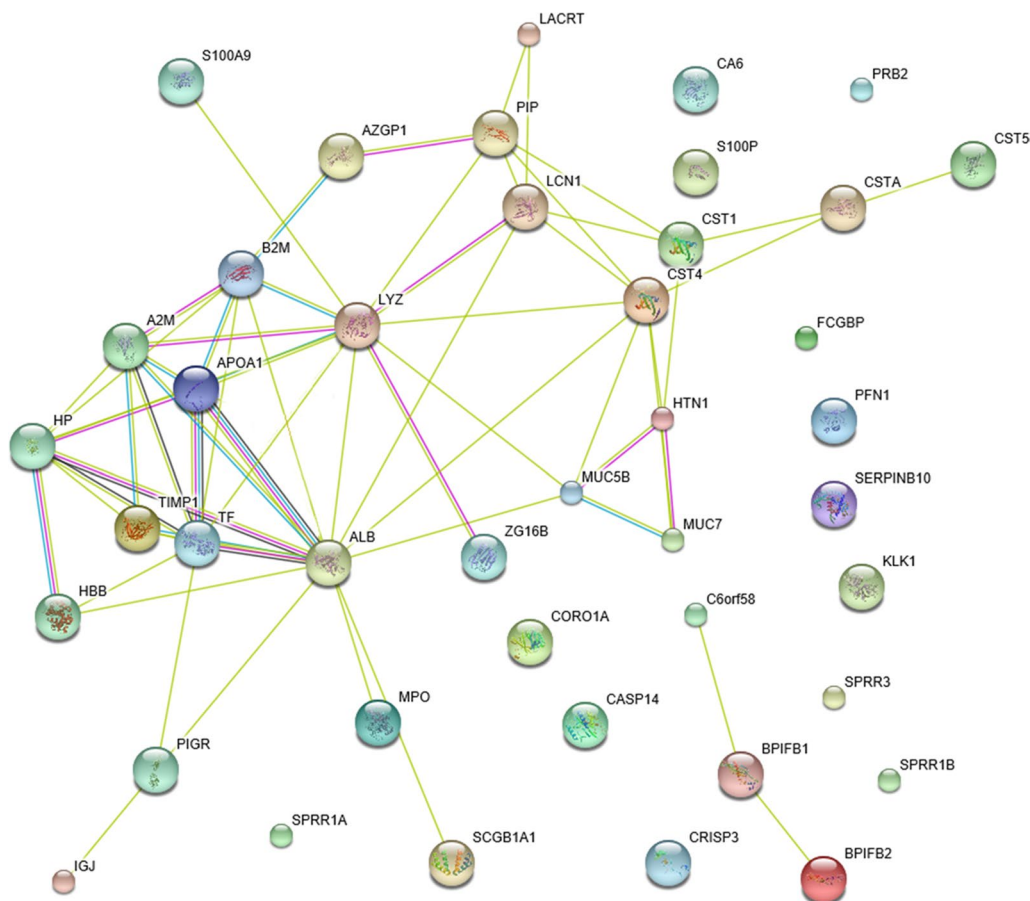 LACRT
S100A9
CA6
PRB2
PIP
AZGP1
CST5
S100P
LCN1
CSTA
CST1
B2M
CST4
LYZ
A2M
FCGBP
APOA1
PFN1
HTN1
HP
MUC5B
SERPINB10
TIMP1
TF
ALB
ZG16B
MUC7
KLK1
HBB
C6orf58
CORO1A
SPRR3
MPO
CASP14
PIGR
BPIFB1
SPRR1B
SPRR1A
SCGB1A1
CRISP3
BPIFB2
IGJ